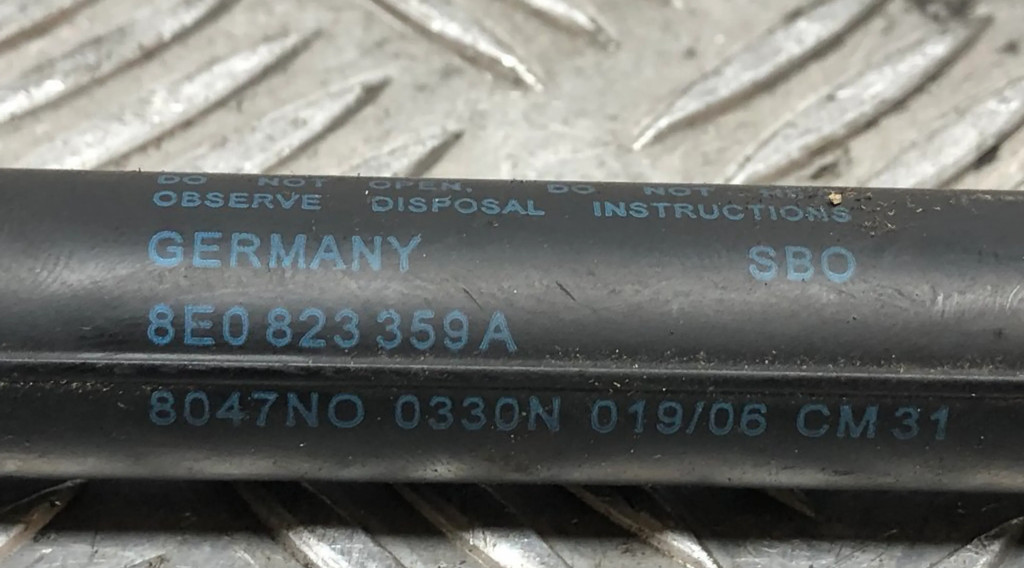 DO NOT OPEN. DO NOT
OBSERVE DISPOSAL INSTRUCTIONS
GERMANY SBO
8E0 823 359 A
8047NO 0330N 019/06 CM 31